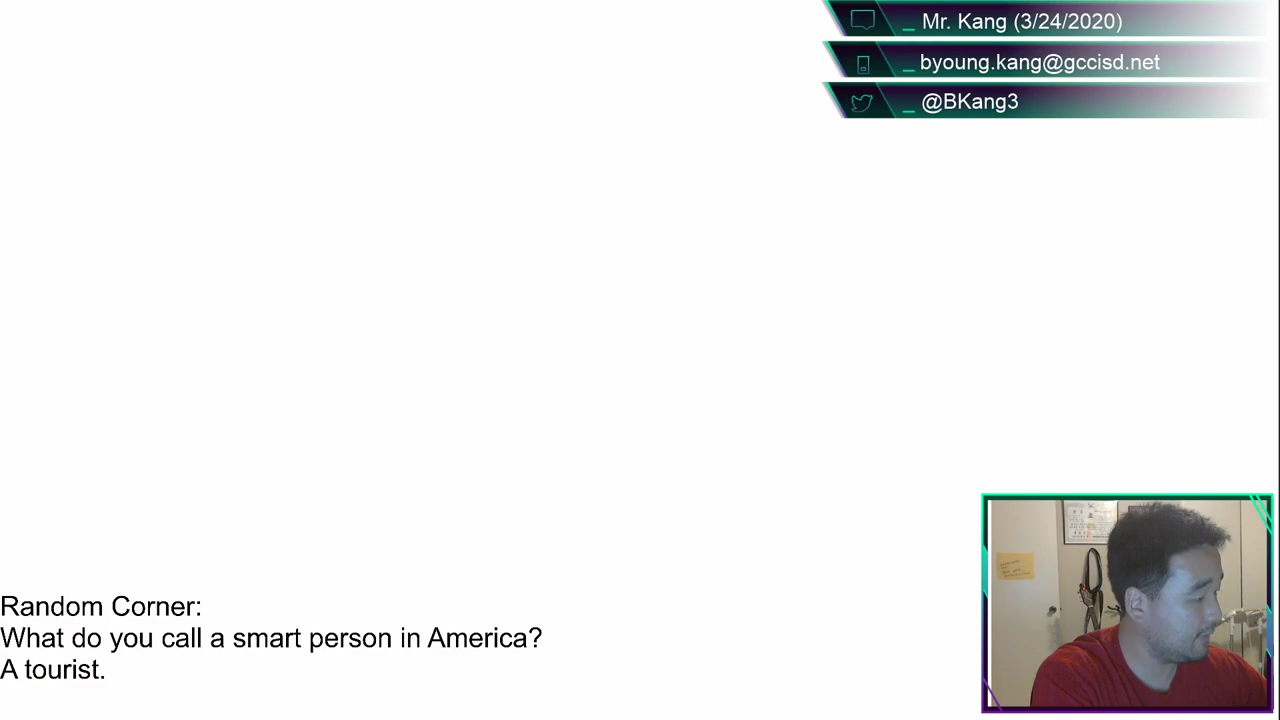 Mr. Kang (3/24/2020)
byoung.kang@gccisd.net
@BKang3
Random Corner:
What do you call a smart person in America?
A tourist.